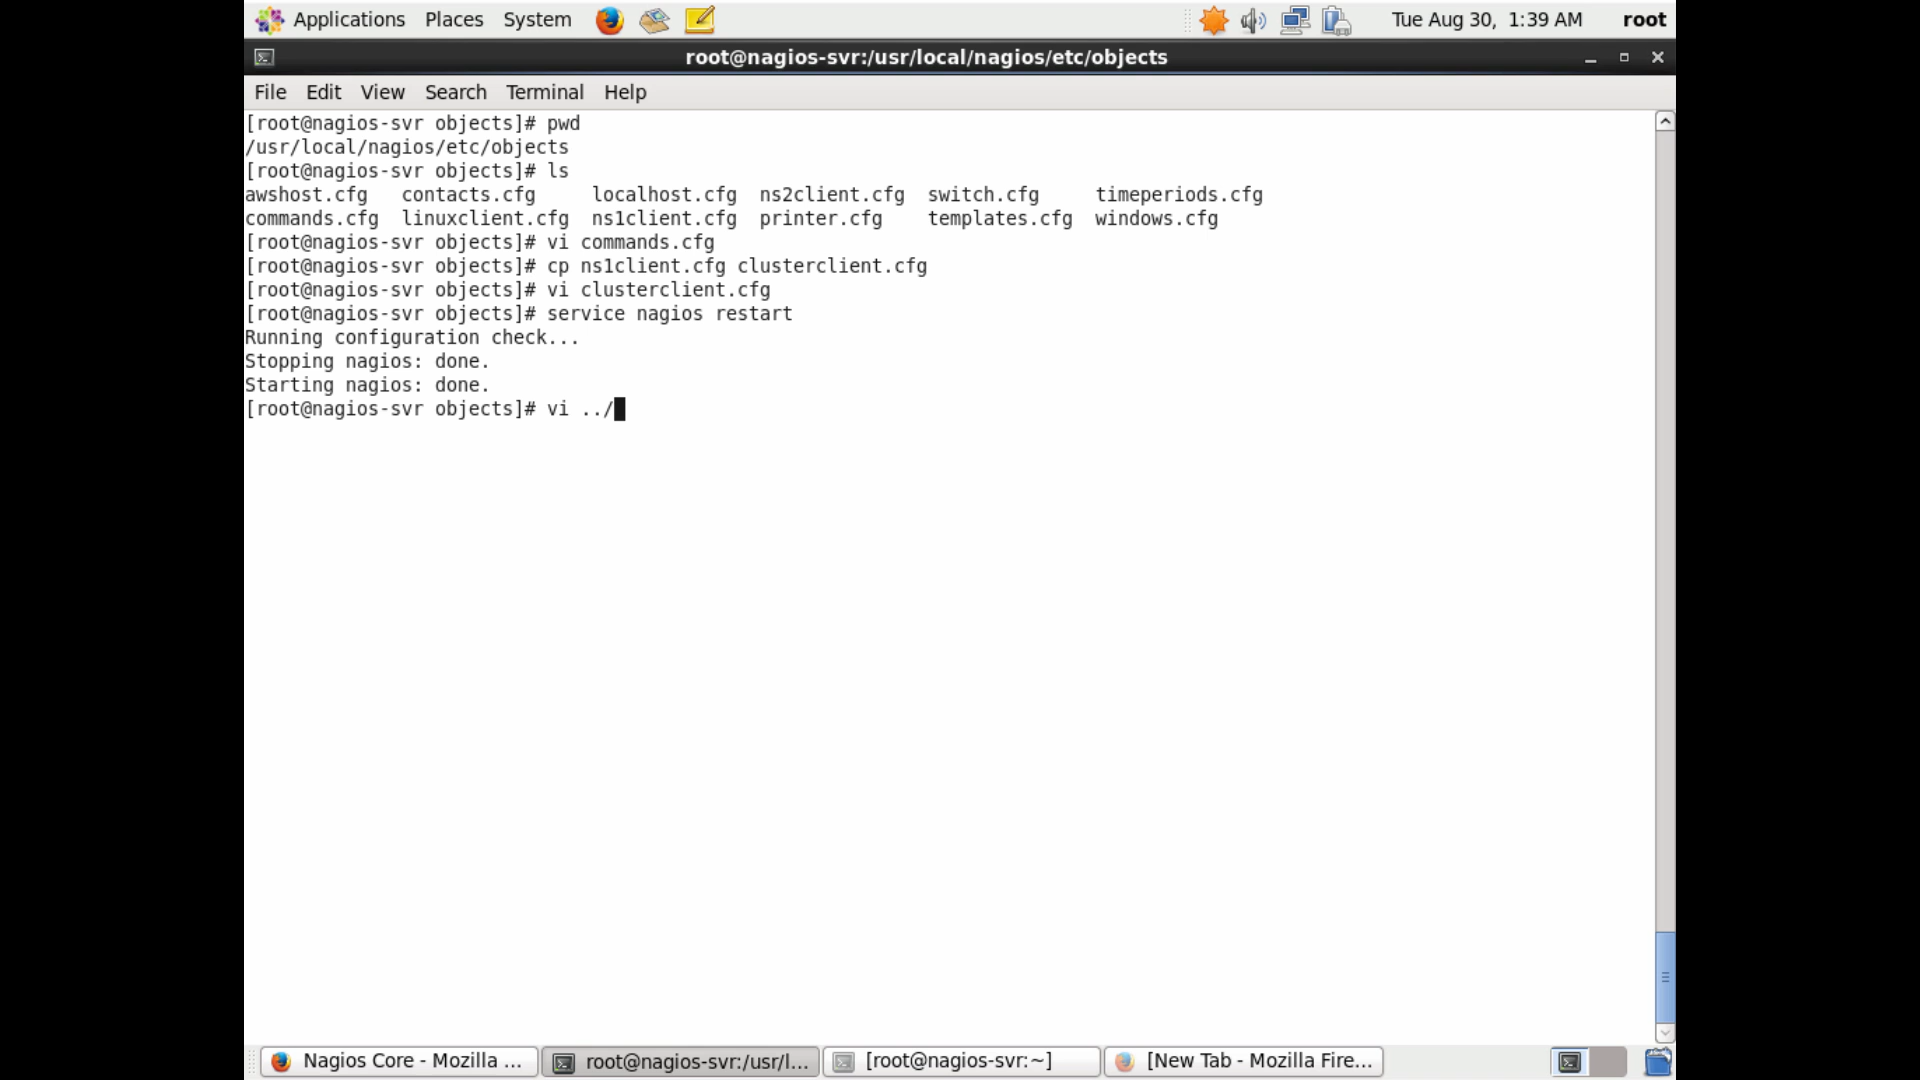 Applications Places System Tue Aug 30, 1:39 AM root
root@nagios-svr:/usr/local/nagios/etc/objects
File Edit View Search Terminal Help
[root@nagios-svr objects]# pwd
/usr/local/nagios/etc/objects
[root@nagios-svr objects]# ls
awshost.cfg contacts.cfg localhost.cfg ns2client.cfg switch.cfg timeperiods.cfg
commands.cfg linuxclient.cfg ns1client.cfg printer.cfg templates.cfg windows.cfg
[root@nagios-svr objects]# vi commands.cfg
[root@nagios-svr objects]# cp ns1client.cfg clusterclient.cfg
[root@nagios-svr objects]# vi clusterclient.cfg
[root@nagios-svr objects]# service nagios restart
Running configuration check...
Stopping nagios: done.
Starting nagios: done.
[root@nagios-svr objects]# vi ../
Nagios Core - Mozilla ... root@nagios-svr:/usr/l... [root@nagios-svr:~] [New Tab - Mozilla Fire...